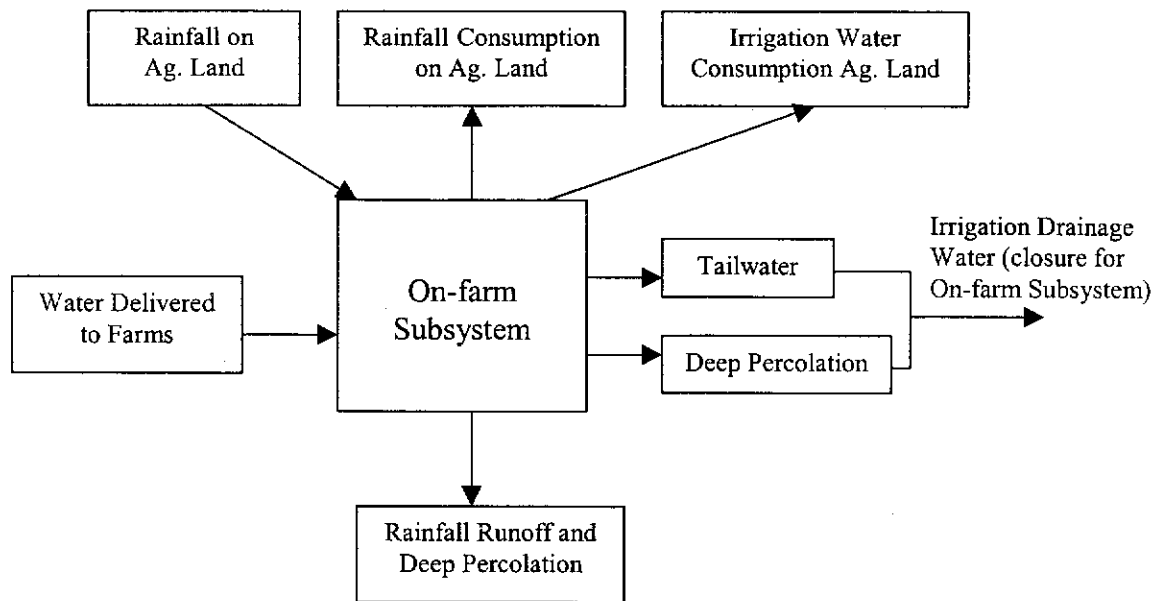 Rainfall on
Ag. Land
Rainfall Consumption
on Ag. Land
Irrigation Water
Consumption Ag. Land
Water Delivered
to Farms
On-farm
Subsystem
Tailwater
Deep Percolation
Irrigation Drainage
Water (closure for
On-farm Subsystem)
Rainfall Runoff and
Deep Percolation